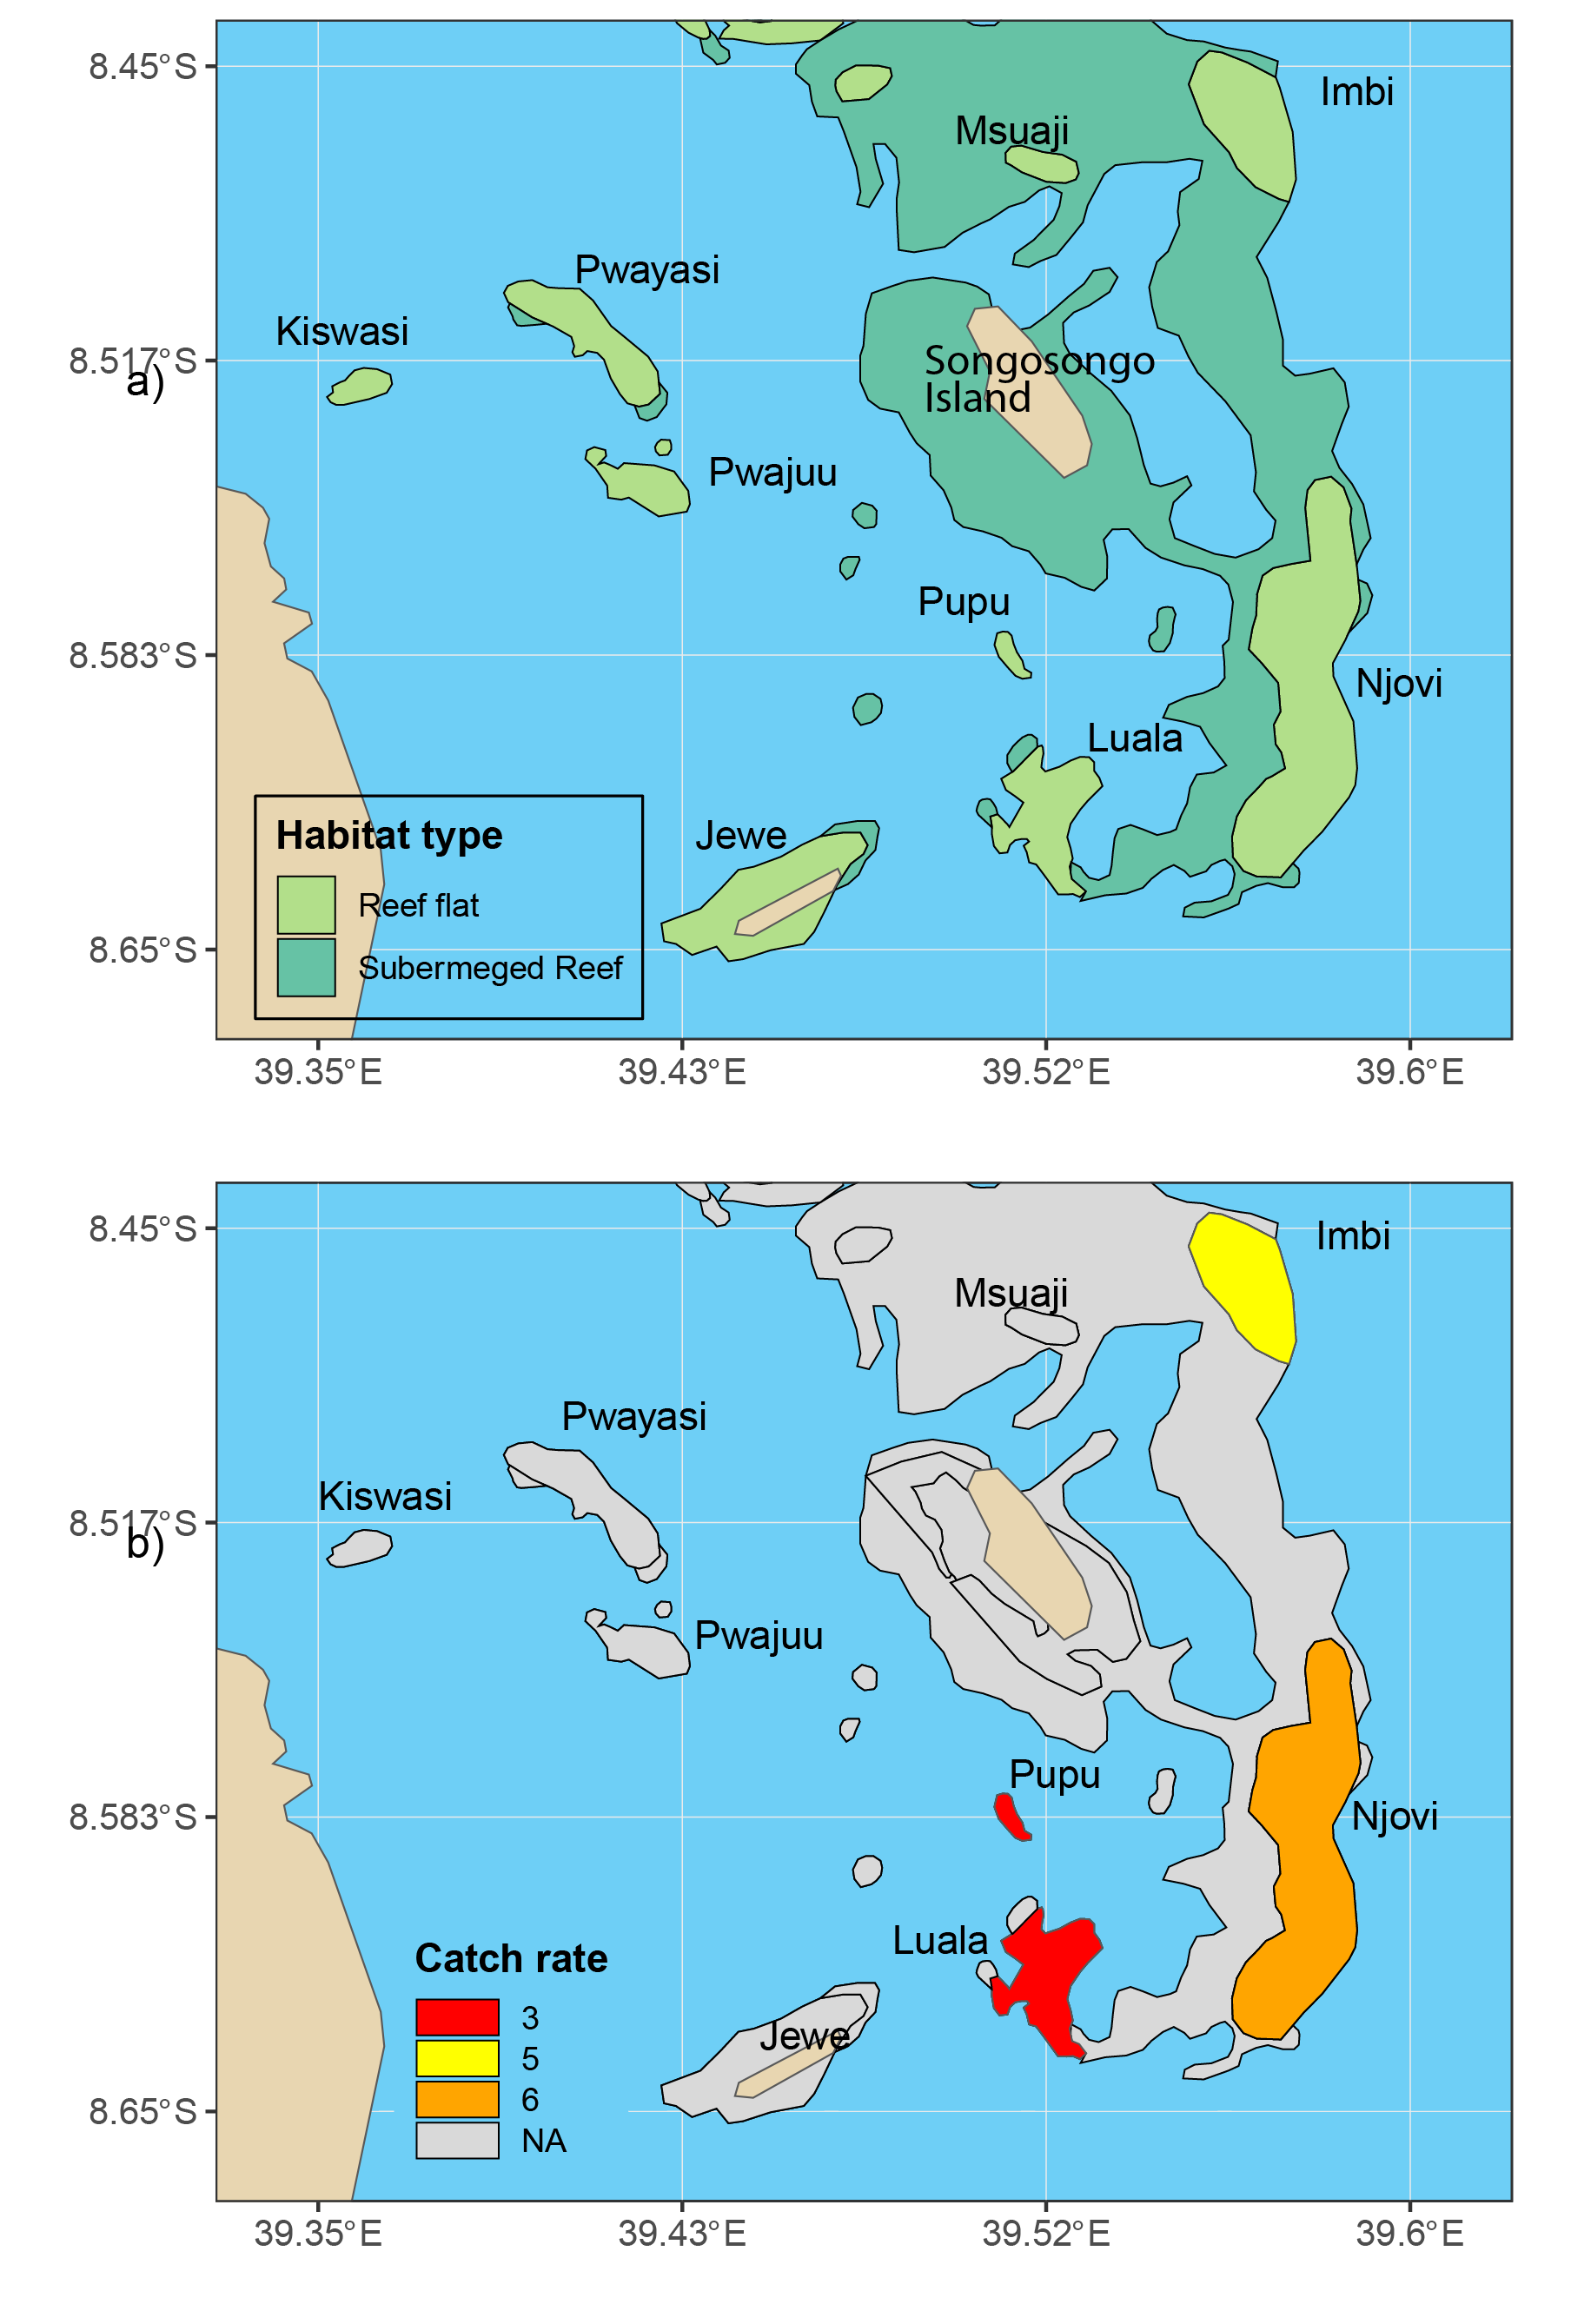 8.45°S
Imbi
Msuaji
Pwayasi
Kiswasi
8.517°S
Songosongo
Island
a)
Pwajuu
Pupu
8.583°S
Njovi
Luala
Jewe
Habitat type
Reef flat
8.65°S
Subermeged Reef
39.35°E
39.43°E
39.52°E
39.6°E
8.45°S
Imbi
Msuaji
Pwayasi
Kiswasi
8.517°S
b)
Pwajuu
Pupu
8.583°S
Njovi
Luala
Catch rate
3
Jewe
5
6
8.65°S
NA
39.35°E
39.43°E
39.52°E
39.6°E